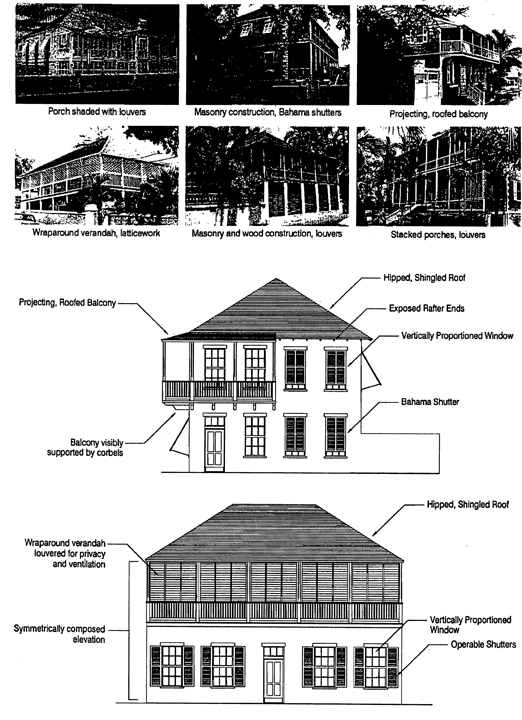 Porch shaded with louvers
Masonry construction, Bahama shutters
Projecting, roofed balcony
Wraparound verandah, latticework
Masonry and wood construction, louvers
Stacked porches, louvers
Hipped, Shingled Roof
Projecting, Roofed Balcony
Exposed Rafter Ends
Vertically Proportioned Window
Bahama Shutter
Balcony visibly
supported by corbels
Hipped, Shingled Roof
Wraparound verandah
louvered for privacy
and ventilation
Symmetrically composed
elevation
Vertically Proportioned
Window
Operable Shutters